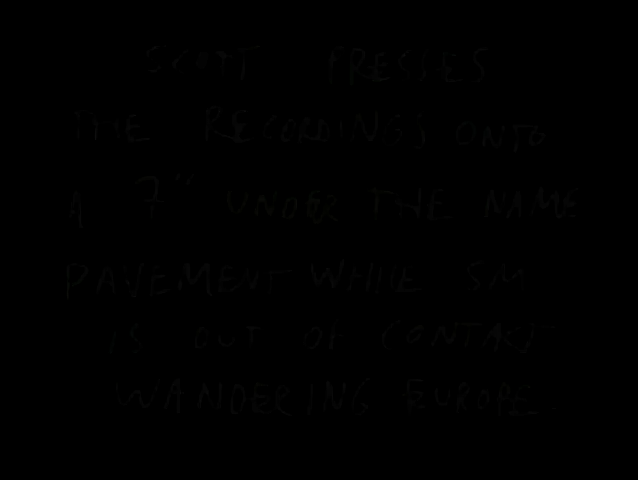 SCOTT PRESSES
THE RECORDINGS ONTO
A 7" UNDER THE NAME
PAVEMENT WHILE SM
IS OUT OF CONTACT
WANDERING EUROPE.